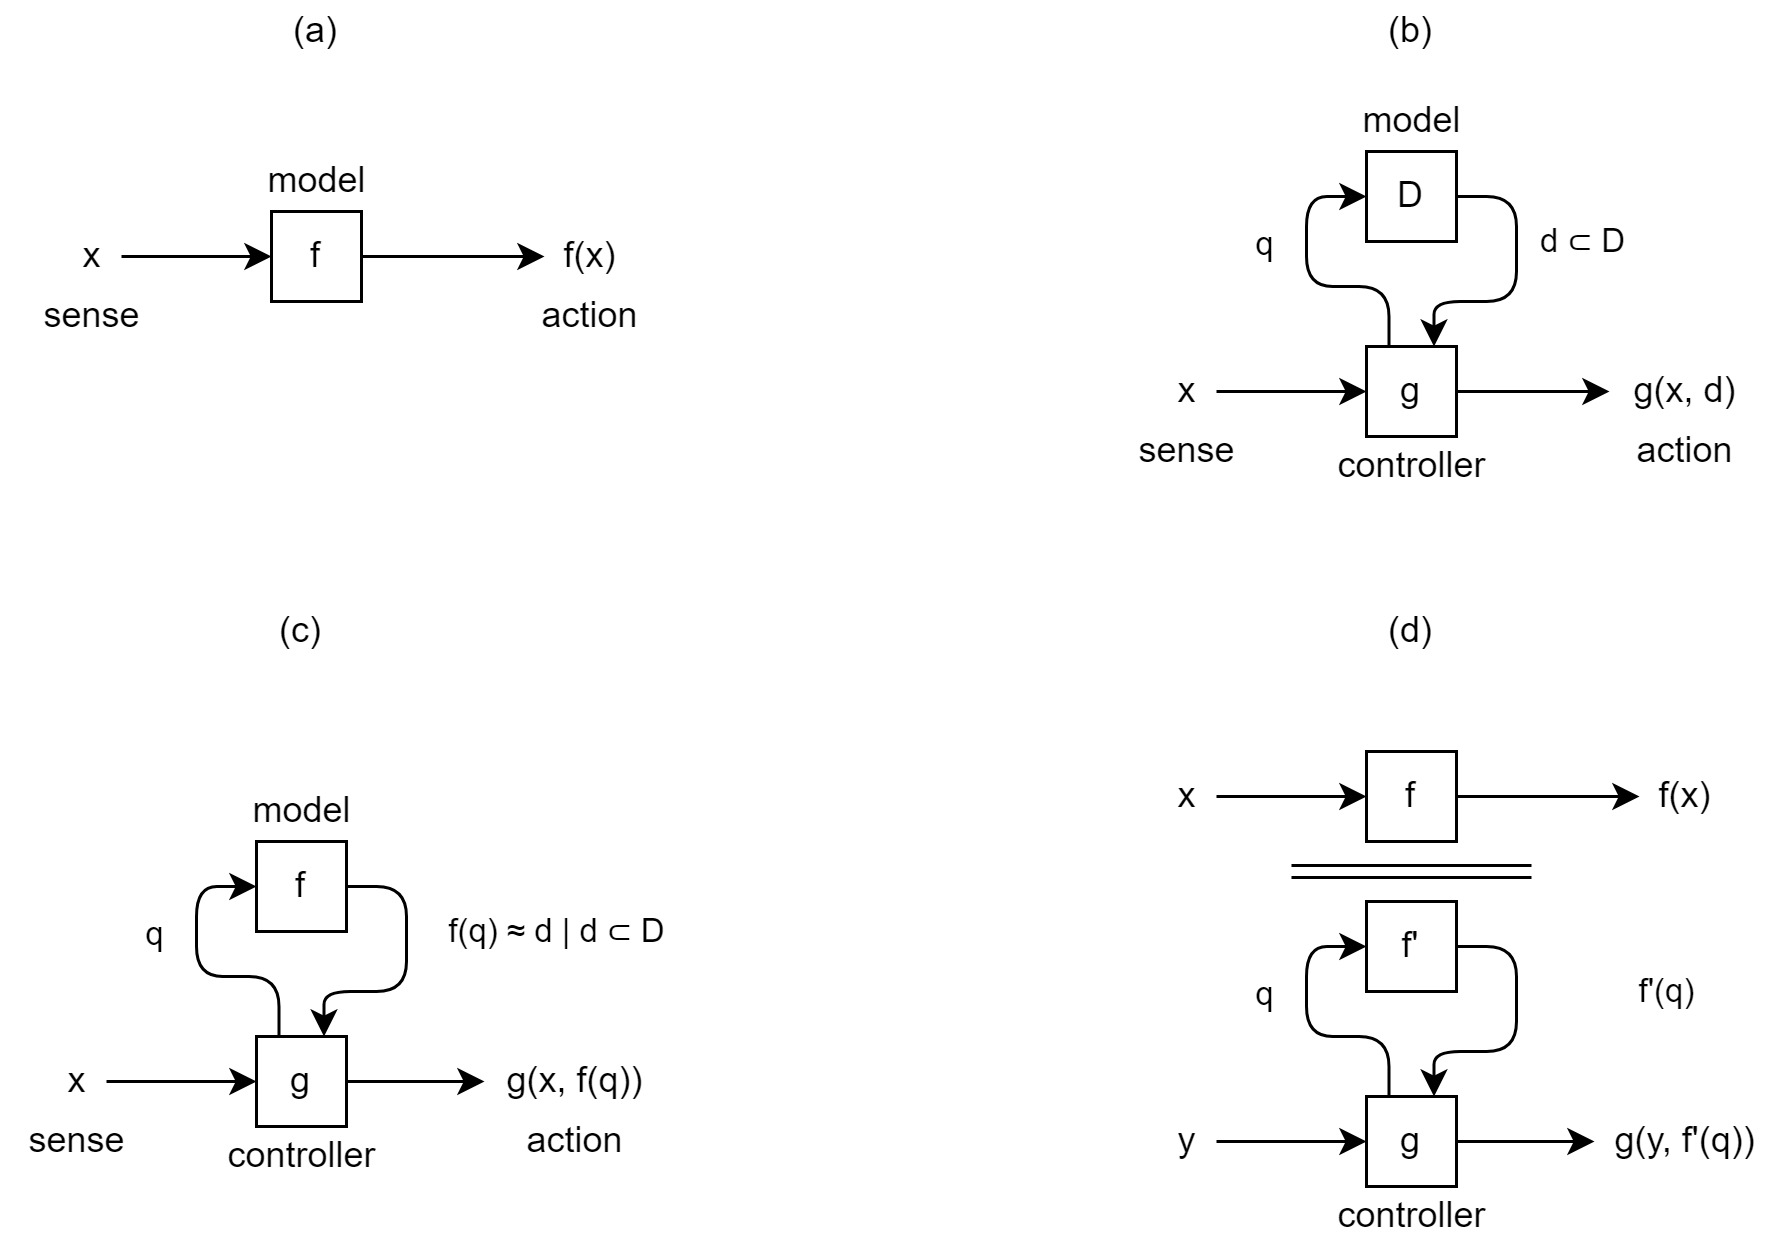 (a)
model
x
f
f(x)
sense
action
(b)
model
D
q
d ⊂ D
x
g
g(x, d)
sense
controller
action
(c)
model
f
q
f(q) ≈ d | d ⊂ D
x
g
g(x, f(q))
sense
controller
action
(d)
x
f
f(x)
f'
q
f'(q)
y
g
g(y, f'(q))
controller